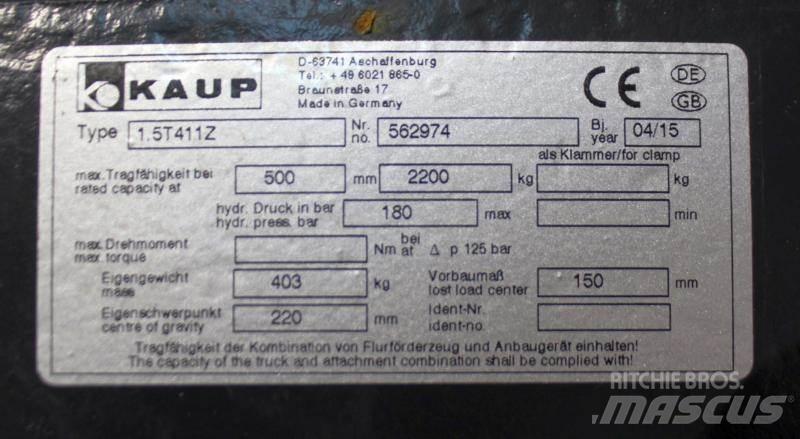 KAUP
D-63741 Aschaffenburg
Tel.: +49 6021 865-0
Braunstraße 17
Made in Germany
CE DE
GB
Type 1.5T411Z Nr. no. 562974 Bj. year 04/15
als Klammer/for clamp
max. Tragfähigkeit bei
rated capacity at 500 mm 2200 kg kg
hydr. Druck in bar
hydr. press. bar 180 max min
max. Drehmoment
max. torque Nm bei at Δ p 125 bar
Eigengewicht
mass 403 kg Vorbaumaß
lost load center 150 mm
Eigenschwerpunkt
centre of gravity 220 mm Ident-Nr.
ident-no.
Tragfähigkeit der Kombination von Flurförderzeug und Anbaugerät einhalten!
The capacity of the truck and attachment combination shall be complied with!
RITCHIE BROS.
MASCUS